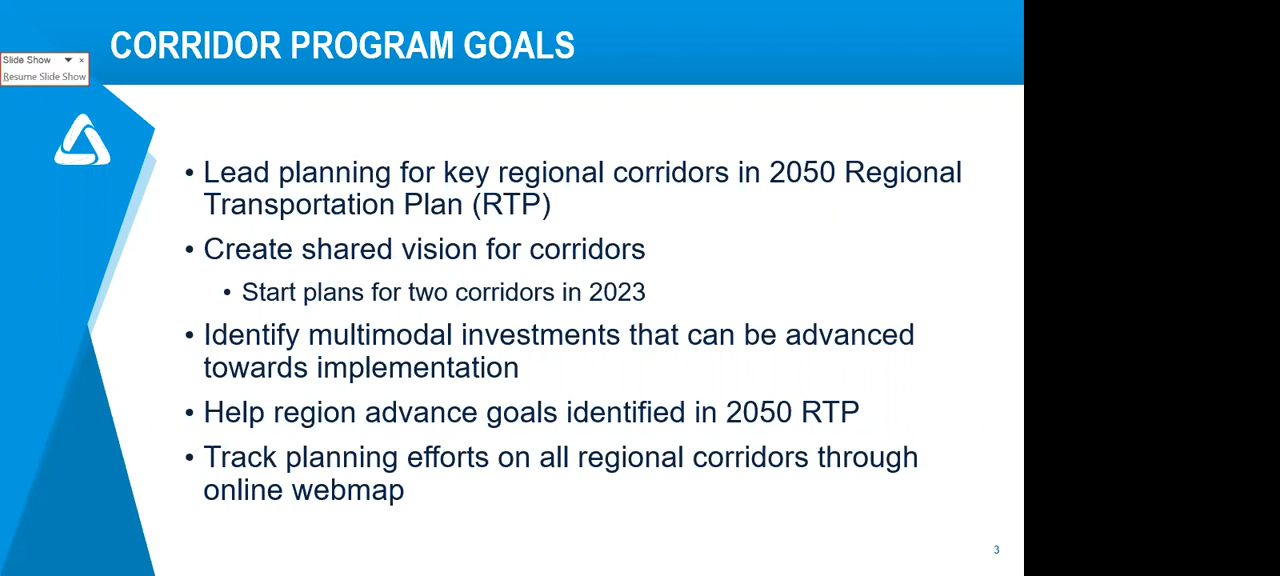 CORRIDOR PROGRAM GOALS
Slide Show
Resume Slide Show
• Lead planning for key regional corridors in 2050 Regional
Transportation Plan (RTP)
• Create shared vision for corridors
• Start plans for two corridors in 2023
• Identify multimodal investments that can be advanced
towards implementation
• Help region advance goals identified in 2050 RTP
• Track planning efforts on all regional corridors through
online webmap
3